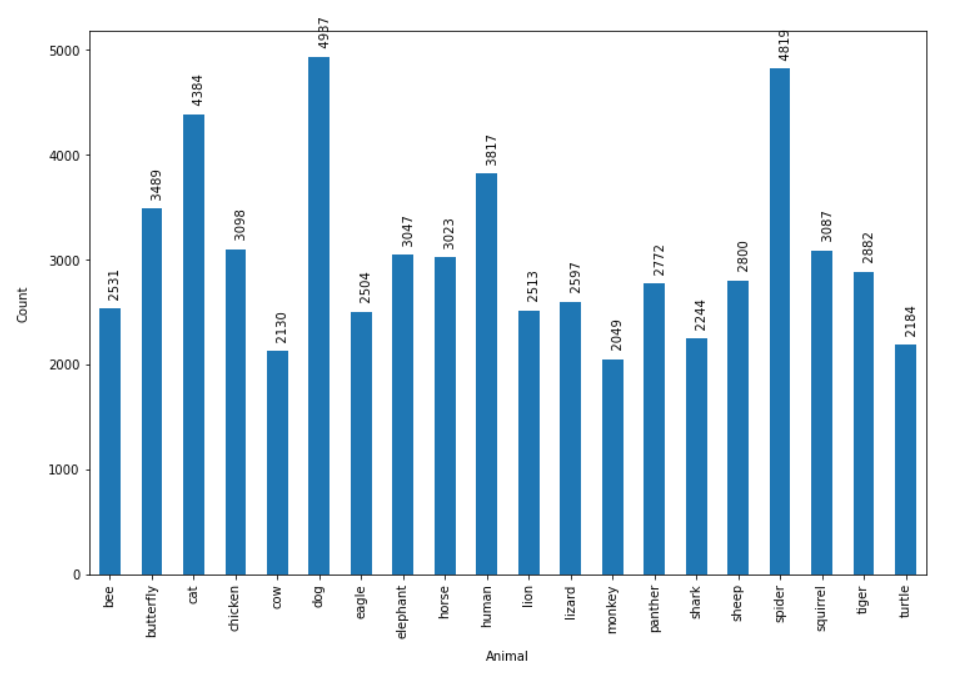 5000
4000
3000
2000
1000
0
Count
2531
3489
4384
3098
2130
4937
2504
3047
3023
3817
2513
2597
2049
2772
2244
2800
4819
3087
2882
2184
bee
butterfly
cat
chicken
cow
dog
eagle
elephant
horse
human
lion
lizard
monkey
panther
shark
sheep
spider
squirrel
tiger
turtle
Animal